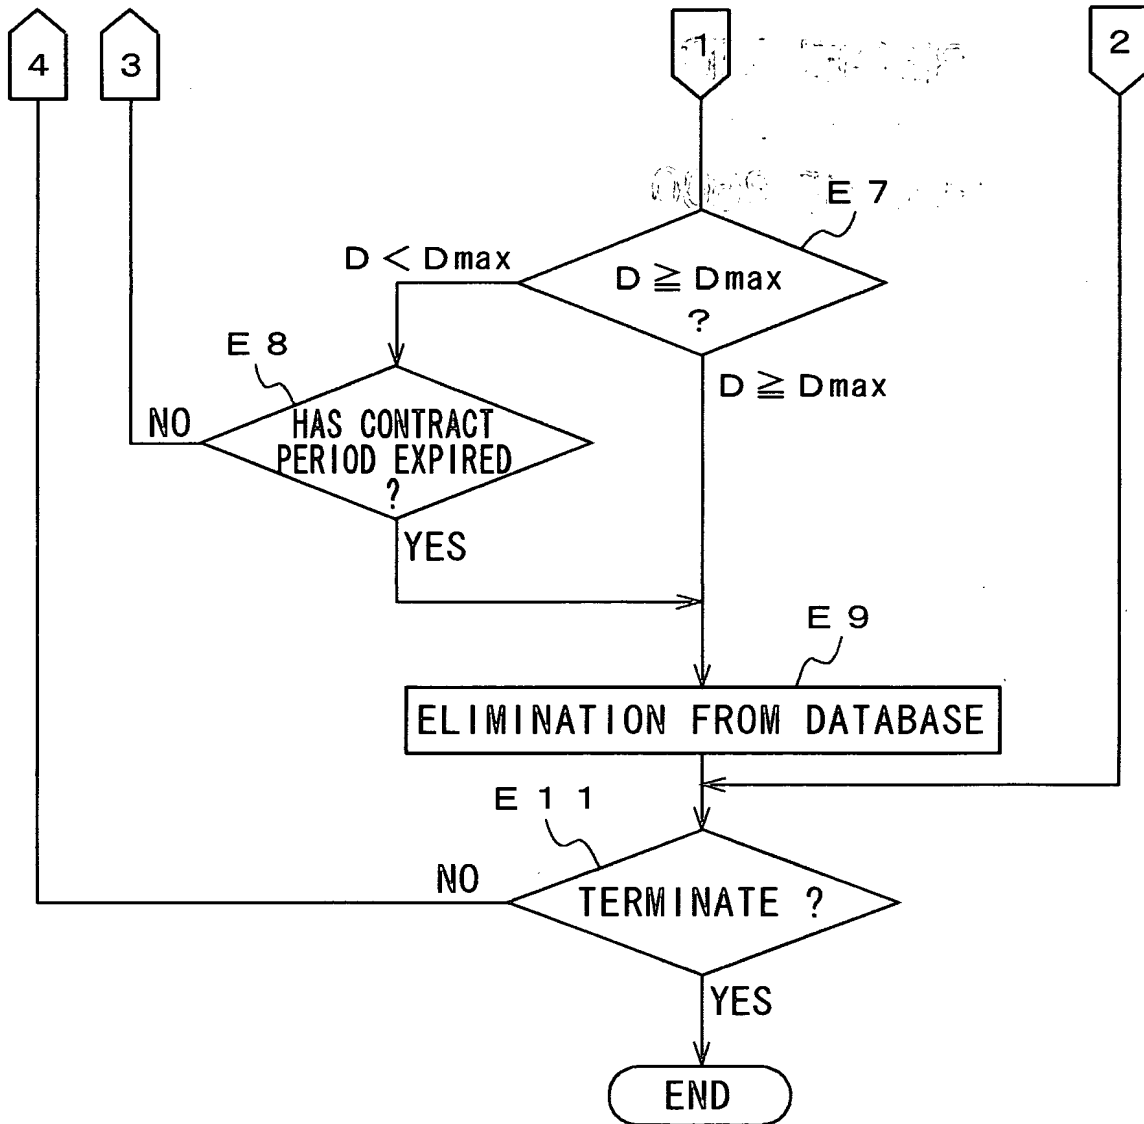 4
3
1
2
E 7
D < Dmax
D ≧ Dmax
?
E 8
D ≧ Dmax
NO
HAS CONTRACT
PERIOD EXPIRED
?
YES
E 9
ELIMINATION FROM DATABASE
E 1 1
NO
TERMINATE ?
YES
END